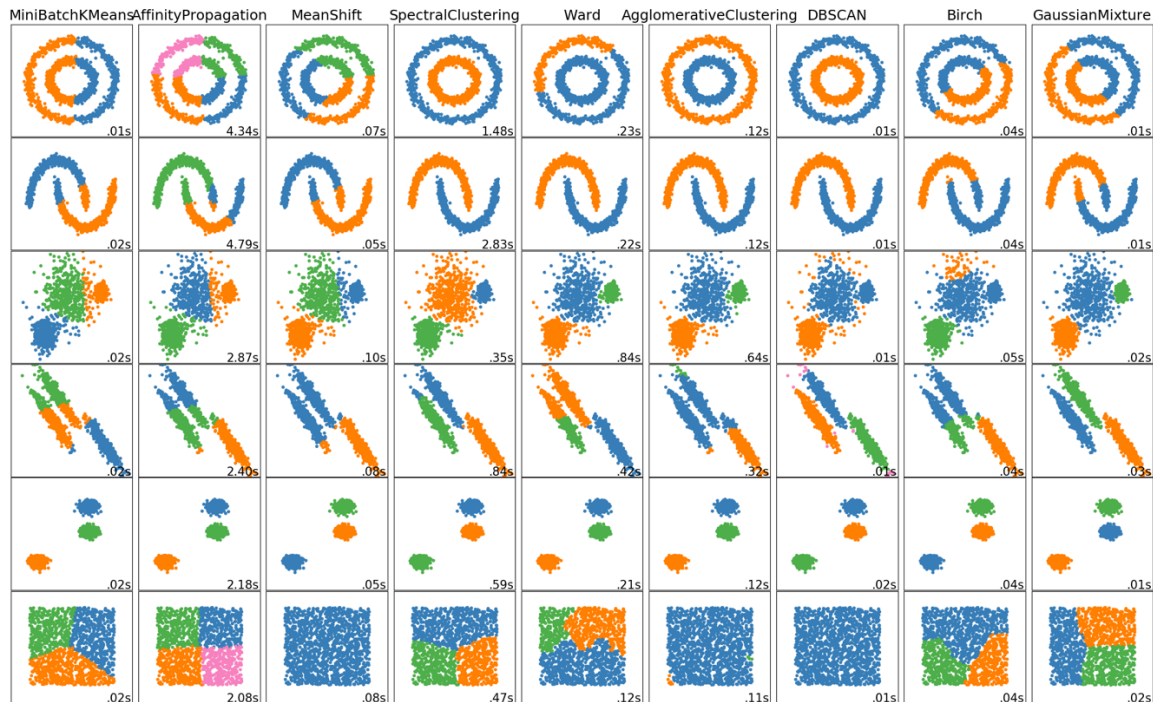 MiniBatchKMeans AffinityPropagation MeanShift SpectralClustering Ward AgglomerativeClustering DBSCAN Birch GaussianMixture
.01s 4.34s .07s 1.48s .23s .12s .01s .04s .01s
.02s 4.79s .05s 2.83s .22s .12s .01s .04s .01s
.02s 2.87s .10s .35s .84s .64s .01s .05s .02s
.02s 2.40s .08s .84s .42s .32s .01s .04s .03s
.02s 2.18s .05s .59s .21s .12s .02s .04s .01s
.02s 2.08s .08s .47s .12s .11s .01s .04s .02s